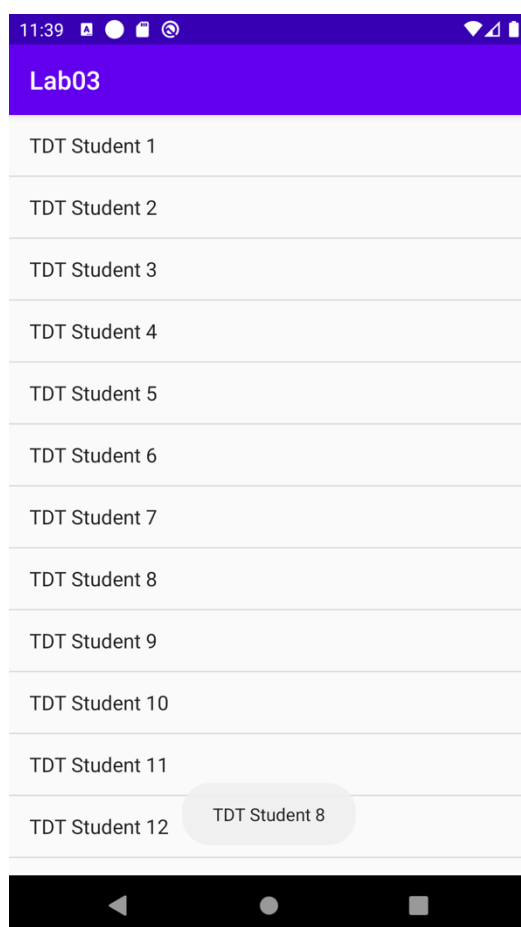 11:39
Lab03
TDT Student 1
TDT Student 2
TDT Student 3
TDT Student 4
TDT Student 5
TDT Student 6
TDT Student 7
TDT Student 8
TDT Student 9
TDT Student 10
TDT Student 11
TDT Student 12
TDT Student 8